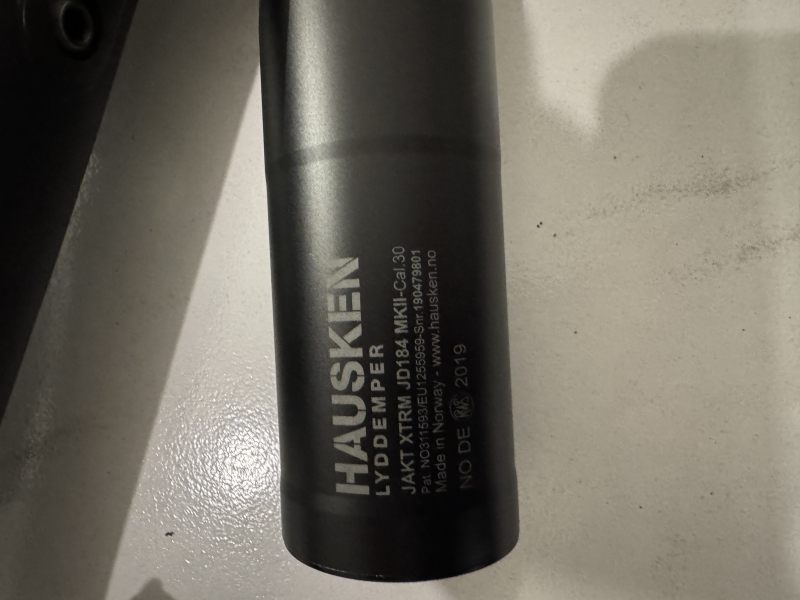 HAUSKEN
LYDDEMPER
JAKT XTRM JD184 MKII-Cal.30
Pat. NO311593/EU1255959-Snr.190479801
Made in Norway - www.hausken.no
NO DE 2019